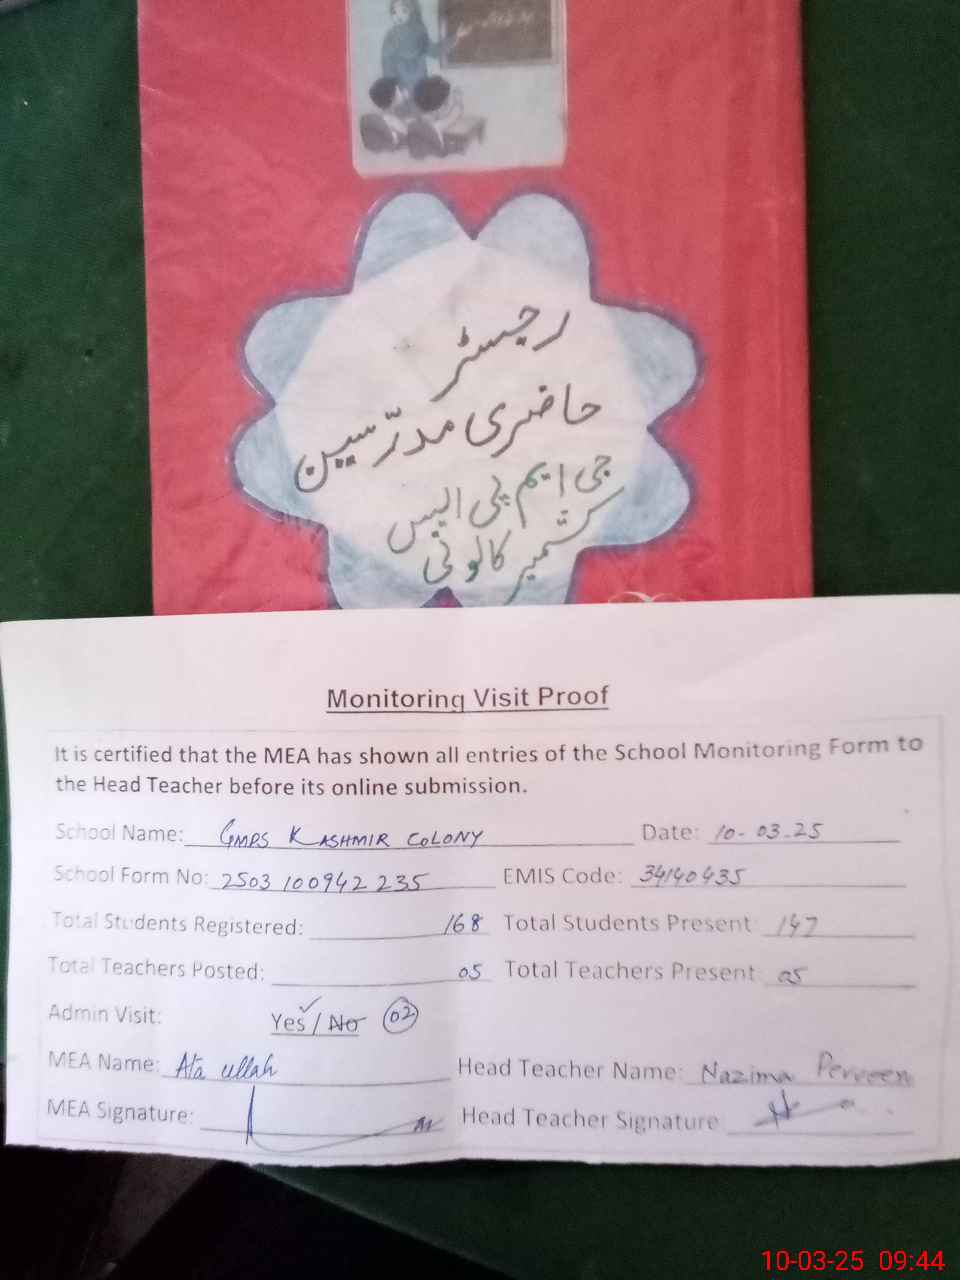 رجسٹر
حاضری مدرّسین
جی ایم پی ایس
کشمیر کالونی
Monitoring Visit Proof
It is certified that the MEA has shown all entries of the School Monitoring Form to
the Head Teacher before its online submission.
School Name: GMPS KASHMIR COLONY Date: 10-03-25
School Form No: 2503100942235 EMIS Code: 34140435
Total Students Registered: 168 Total Students Present 147
Total Teachers Posted: 05 Total Teachers Present 05
Admin Visit: Yes / No 02
MEA Name: Ata ullah Head Teacher Name: Nazima Perveen
MEA Signature: Head Teacher Signature
10-03-25 09:44